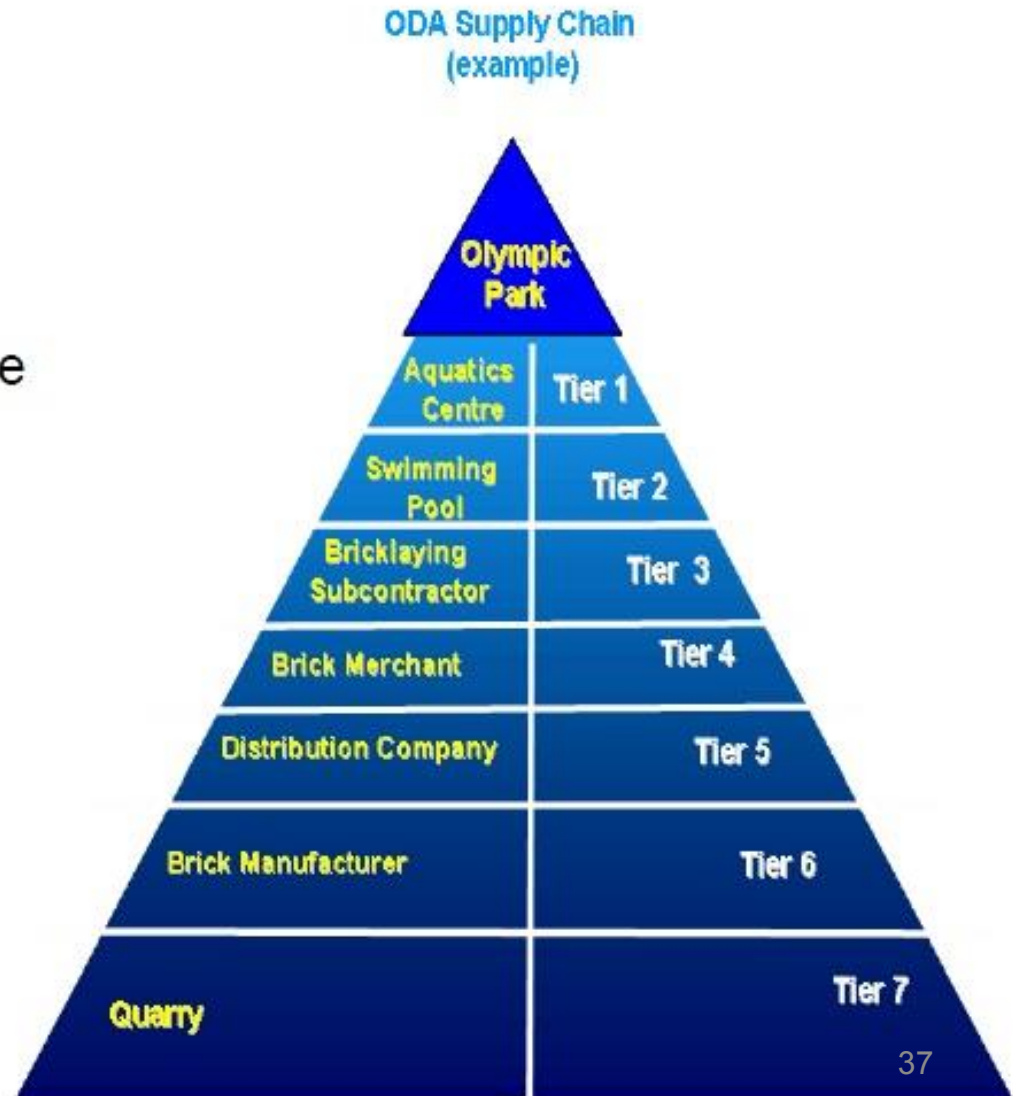 ODA Supply Chain
(example)
Olympic
Park
e
Aquatics
Centre
Tier 1
Swimming
Pool
Tier 2
Bricklaying
Subcontractor
Tier 3
Brick Merchant
Tier 4
Distribution Company
Tier 5
Brick Manufacturer
Tier 6
Quarry
Tier 7
37